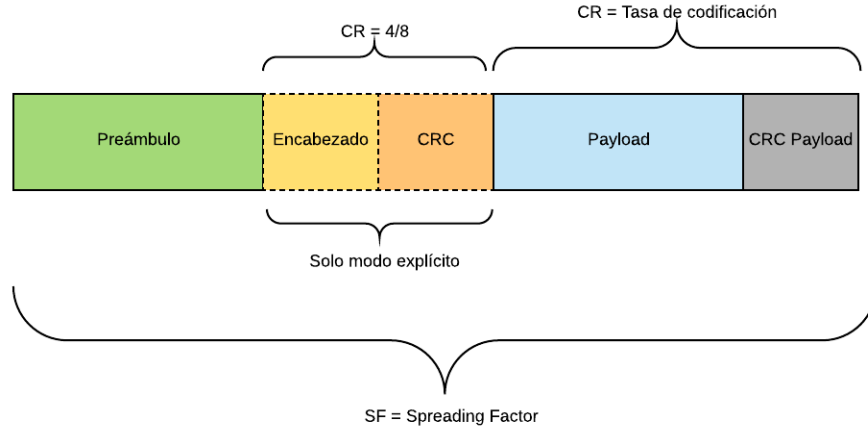 CR = 4/8
CR = Tasa de codificación
Preámbulo
Encabezado
CRC
Payload
CRC Payload
Solo modo explícito
SF = Spreading Factor